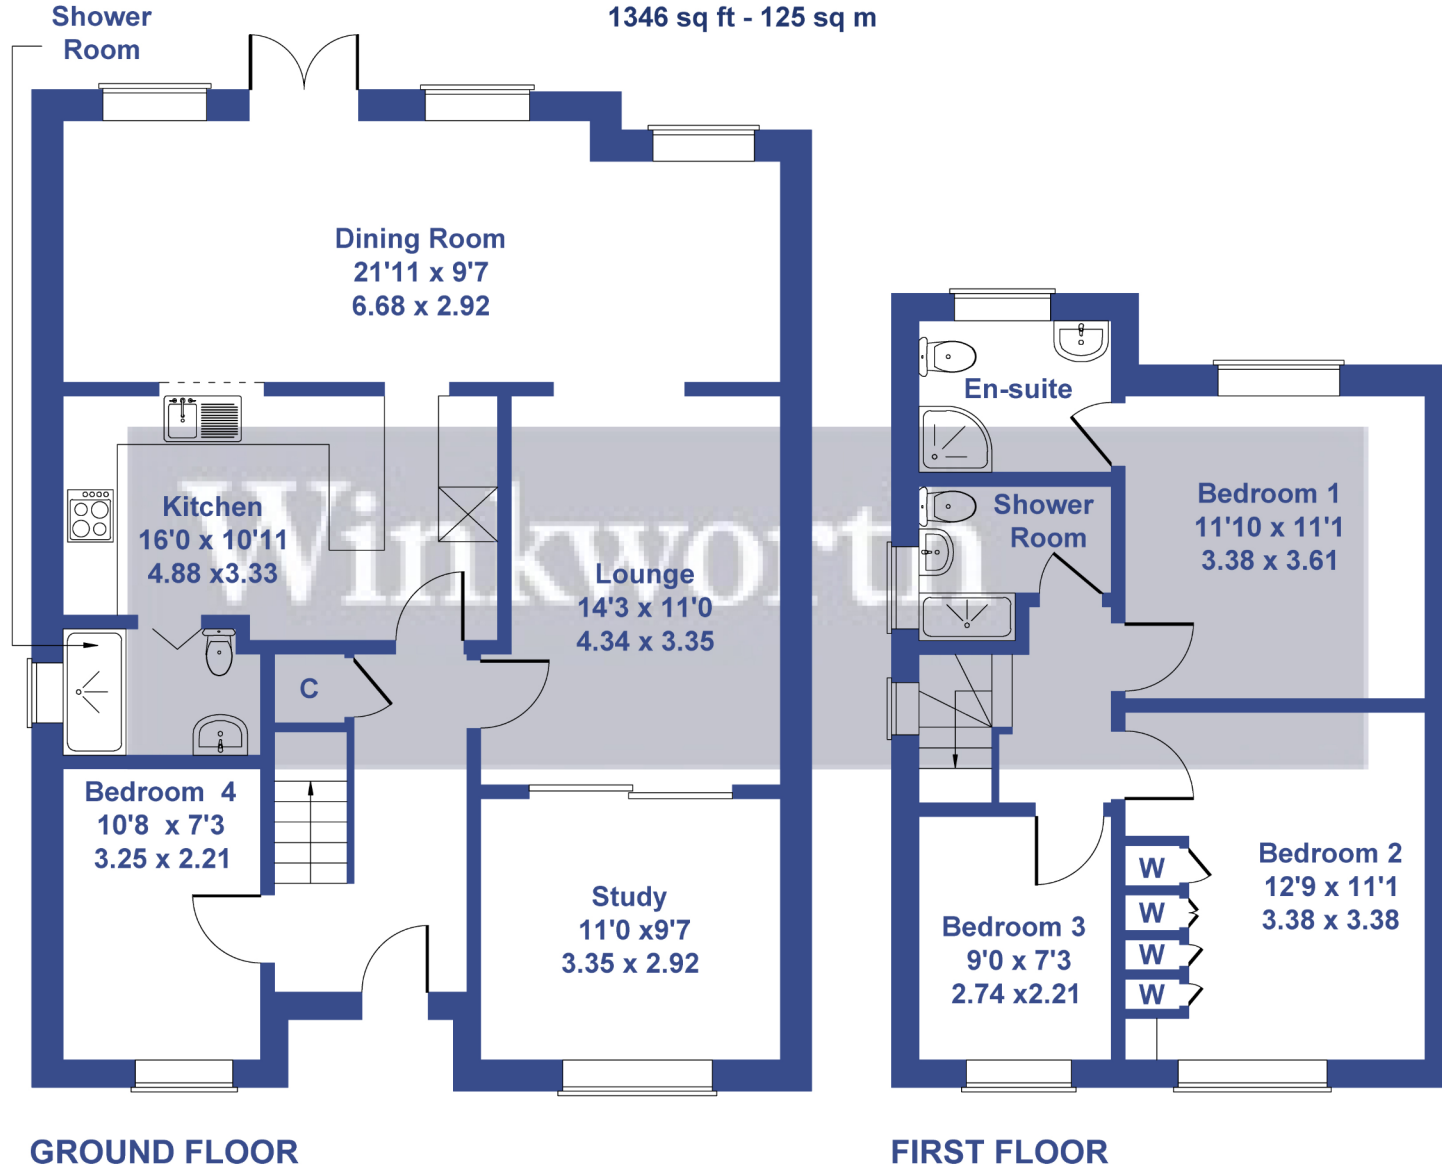 Shower
Room
1346 sq ft - 125 sq m
Dining Room
21'11 x 9'7
6.68 x 2.92
Kitchen
16'0 x 10'11
4.88 x3.33
Winkworth
Lounge
14'3 x 11'0
4.34 x 3.35
C
Bedroom 4
10'8 x 7'3
3.25 x 2.21
Study
11'0 x9'7
3.35 x 2.92
GROUND FLOOR
En-suite
Shower
Room
Bedroom 1
11'10 x 11'1
3.38 x 3.61
Bedroom 2
12'9 x 11'1
3.38 x 3.38
W
W
W
W
Bedroom 3
9'0 x 7'3
2.74 x2.21
FIRST FLOOR